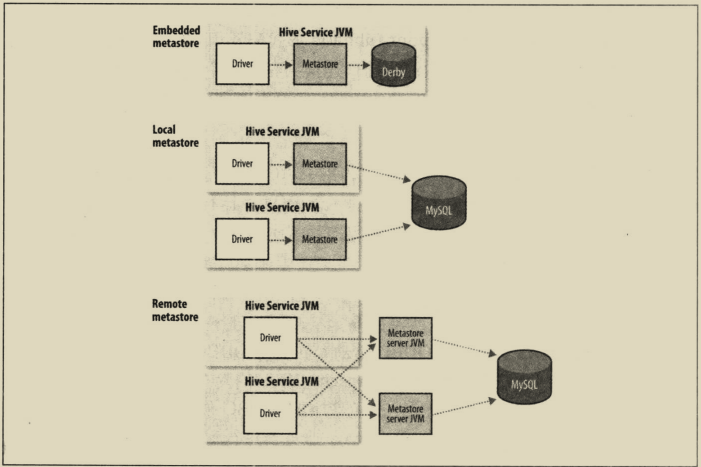 Embedded
metastore
Hive Service JVM
Driver
Metastore
Derby
Local
metastore
Hive Service JVM
Driver
Metastore
Hive Service JVM
Driver
Metastore
MySQL
Remote
metastore
Hive Service JVM
Driver
Metastore
server JVM
Hive Service JVM
Driver
Metastore
server JVM
MySQL